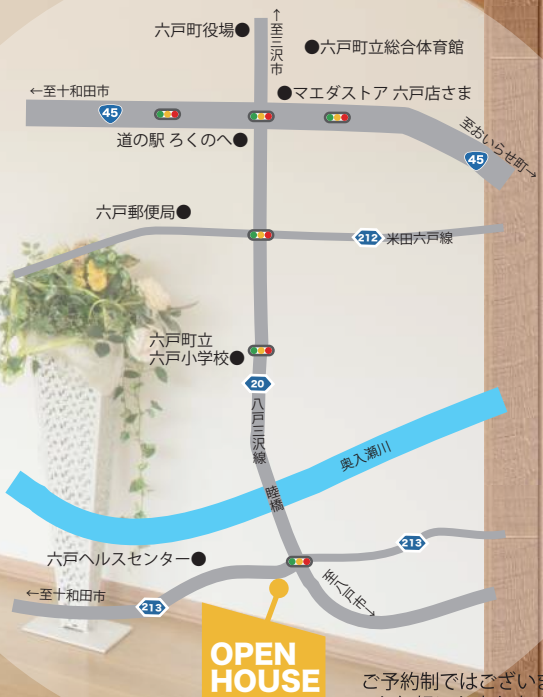 六戸町役場
↑至三沢市
六戸町立総合体育館
←至十和田市
マエダストア 六戸店さま
45
至おいらせ町→
道の駅 ろくのへ
45
六戸郵便局
212
米田六戸線
六戸町立
六戸小学校
20
八戸三沢線
奥入瀬川
睦橋
213
六戸ヘルスセンター
←至十和田市
213
至八戸市→
OPEN
HOUSE
ご予約制ではございま